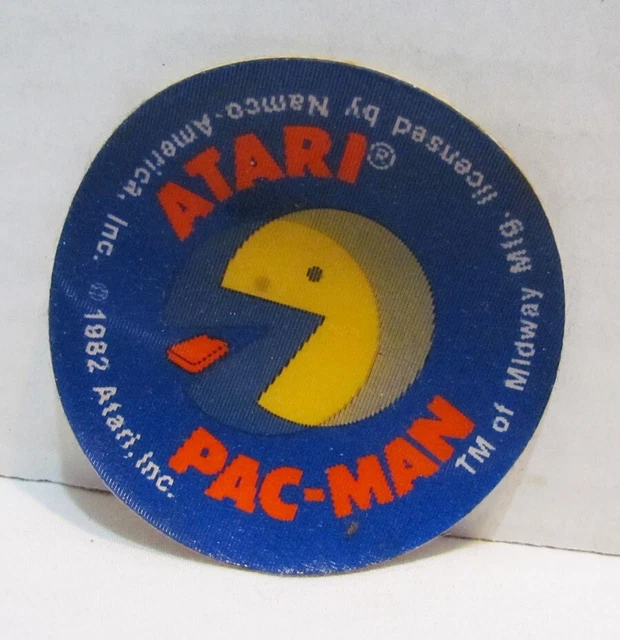 ATARI®
PAC-MAN
TM of Midway Mfg. licensed by Namco-America, Inc. © 1982 Atari, Inc.